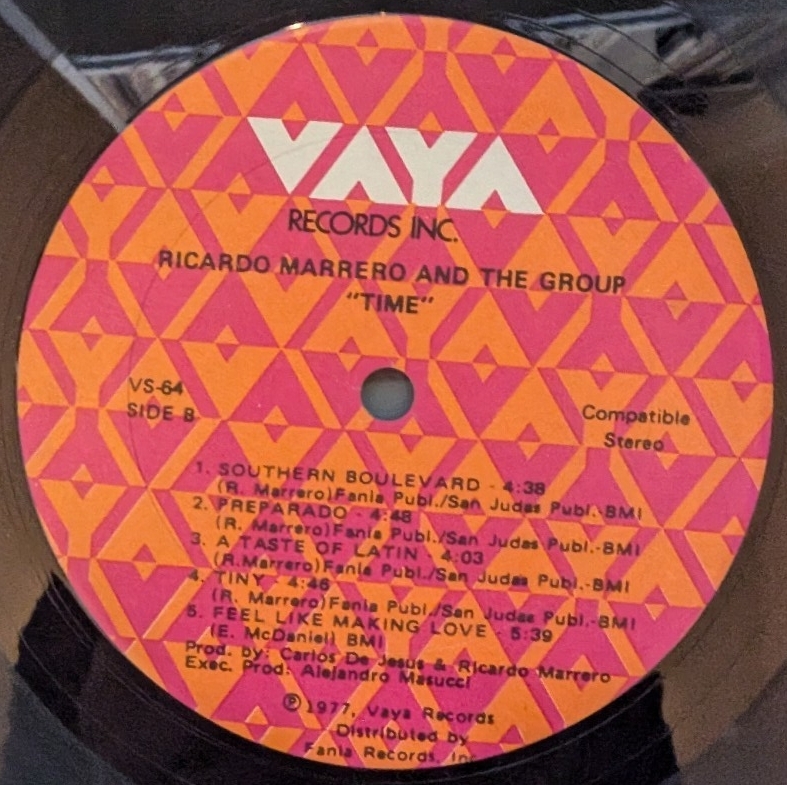 VAYA
RECORDS INC.
RICARDO MARRERO AND THE GROUP
"TIME"
VS-64
SIDE B
Compatible
Stereo
1. SOUTHERN BOULEVARD - 4:38
(R. Marrero)Fania Publ./San Judas Publ.-BMI
2. PREPARADO - 4:48
(R. Marrero)Fania Publ./San Judas Publ.-BMI
3. A TASTE OF LATIN - 4:03
(R.Marrero)Fania Publ./San Judas Publ.-BMI
4. TINY - 4:46
(R. Marrero)Fania Publ./San Judas Publ.-BMI
5. FEEL LIKE MAKING LOVE - 5:39
(E. McDaniell BMI
Prod. by: Carlos De Jesus & Ricardo Marrero
Exec. Prod: Alejandro Masucci
℗1977, Vaya Records
Distributed by
Fania Records, Inc